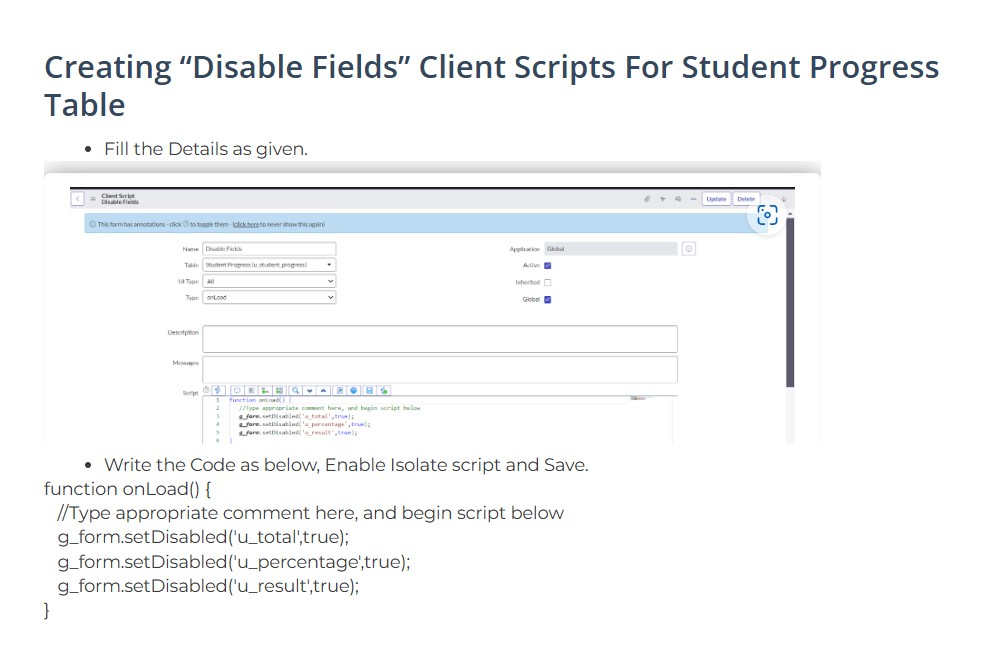 Creating “Disable Fields” Client Scripts For Student Progress
Table
• Fill the Details as given.
Client Script
Disable Fields
Update Delete
This form has annotations - click to toggle them - (click here to never show this again)
Name Disable Fields
Application Global
Table Student Progress [u_student_progress]
Active
UI Type All
Inherited
Type onLoad
Global
Description
Messages
Script
1 function onLoad() {
2 //Type appropriate comment here, and begin script below
3 g_form.setDisabled('u_total',true);
4 g_form.setDisabled('u_percentage',true);
5 g_form.setDisabled('u_result',true);
6 }
• Write the Code as below, Enable Isolate script and Save.
function onLoad() {
//Type appropriate comment here, and begin script below
g_form.setDisabled('u_total',true);
g_form.setDisabled('u_percentage',true);
g_form.setDisabled('u_result',true);
}